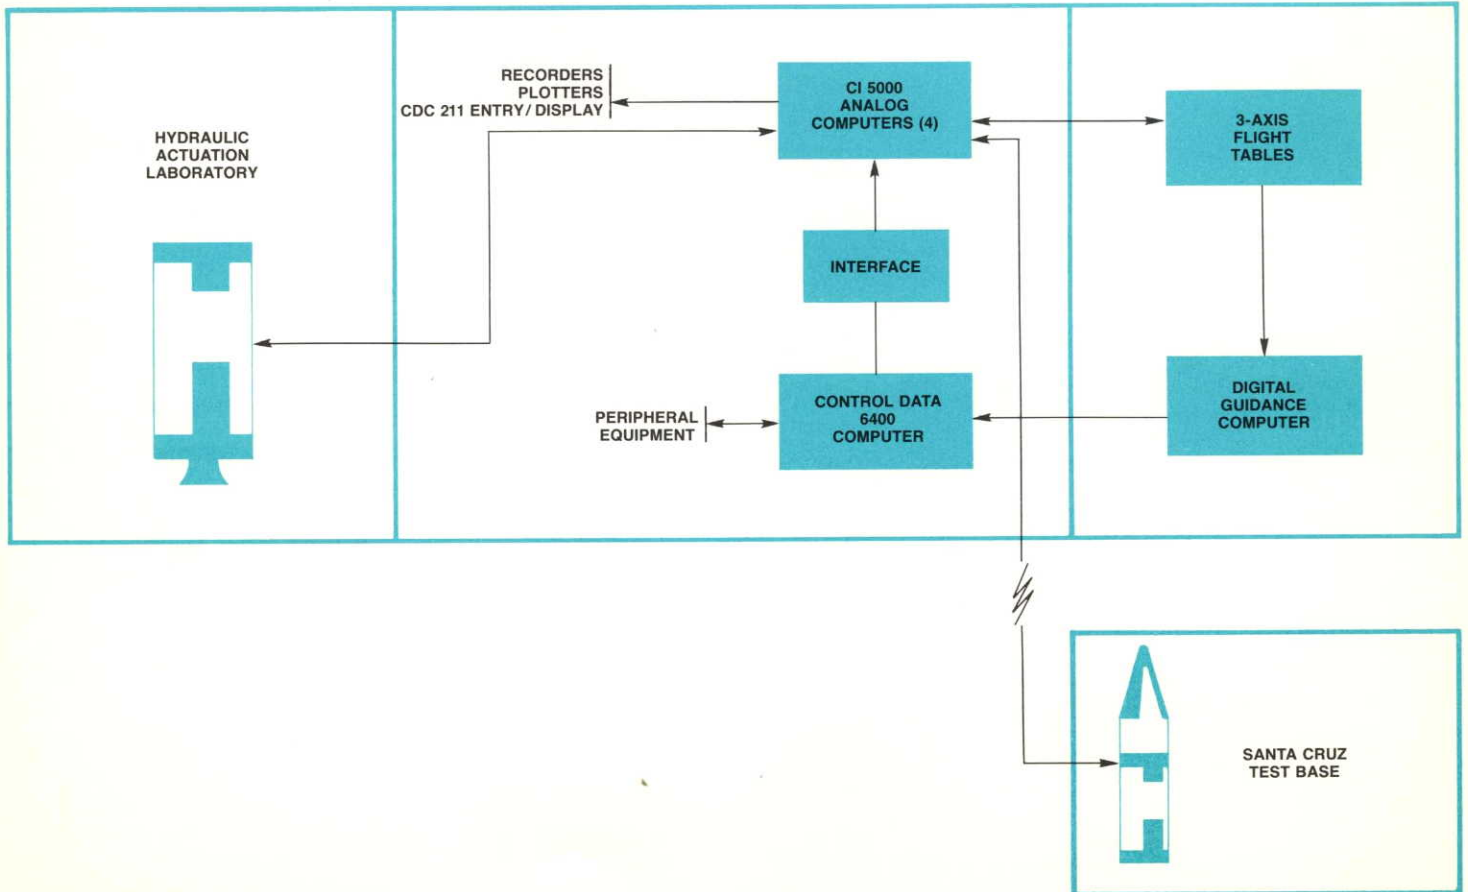 HYDRAULIC
ACTUATION
LABORATORY
RECORDERS
PLOTTERS
CDC 211 ENTRY/DISPLAY
CI 5000
ANALOG
COMPUTERS (4)
INTERFACE
PERIPHERAL
EQUIPMENT
CONTROL DATA
6400
COMPUTER
3-AXIS
FLIGHT
TABLES
DIGITAL
GUIDANCE
COMPUTER
SANTA CRUZ
TEST BASE